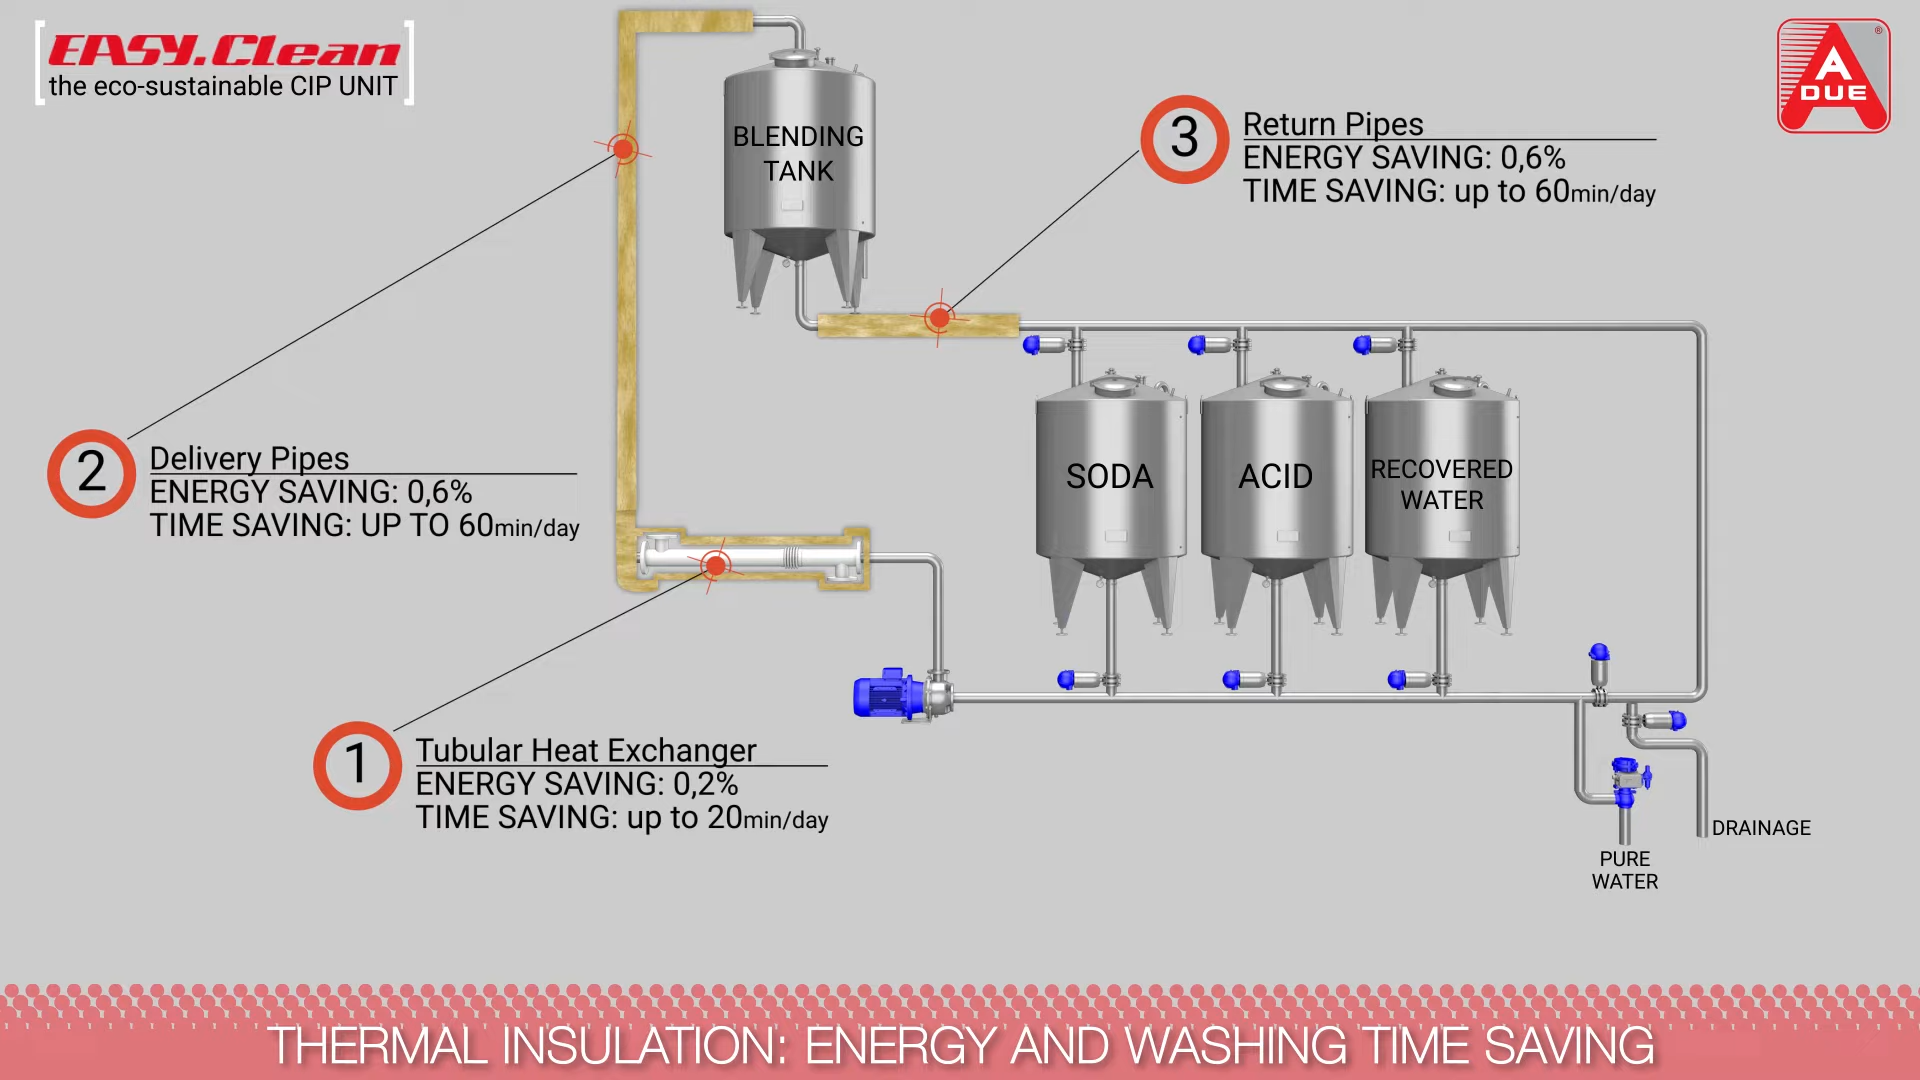 EASY.Clean
the eco-sustainable CIP UNIT
A
DUE
®
BLENDING
TANK
3
Return Pipes
ENERGY SAVING: 0,6%
TIME SAVING: up to 60min/day
2
Delivery Pipes
ENERGY SAVING: 0,6%
TIME SAVING: UP TO 60min/day
SODA
ACID
RECOVERED
WATER
1
Tubular Heat Exchanger
ENERGY SAVING: 0,2%
TIME SAVING: up to 20min/day
DRAINAGE
PURE
WATER
THERMAL INSULATION: ENERGY AND WASHING TIME SAVING